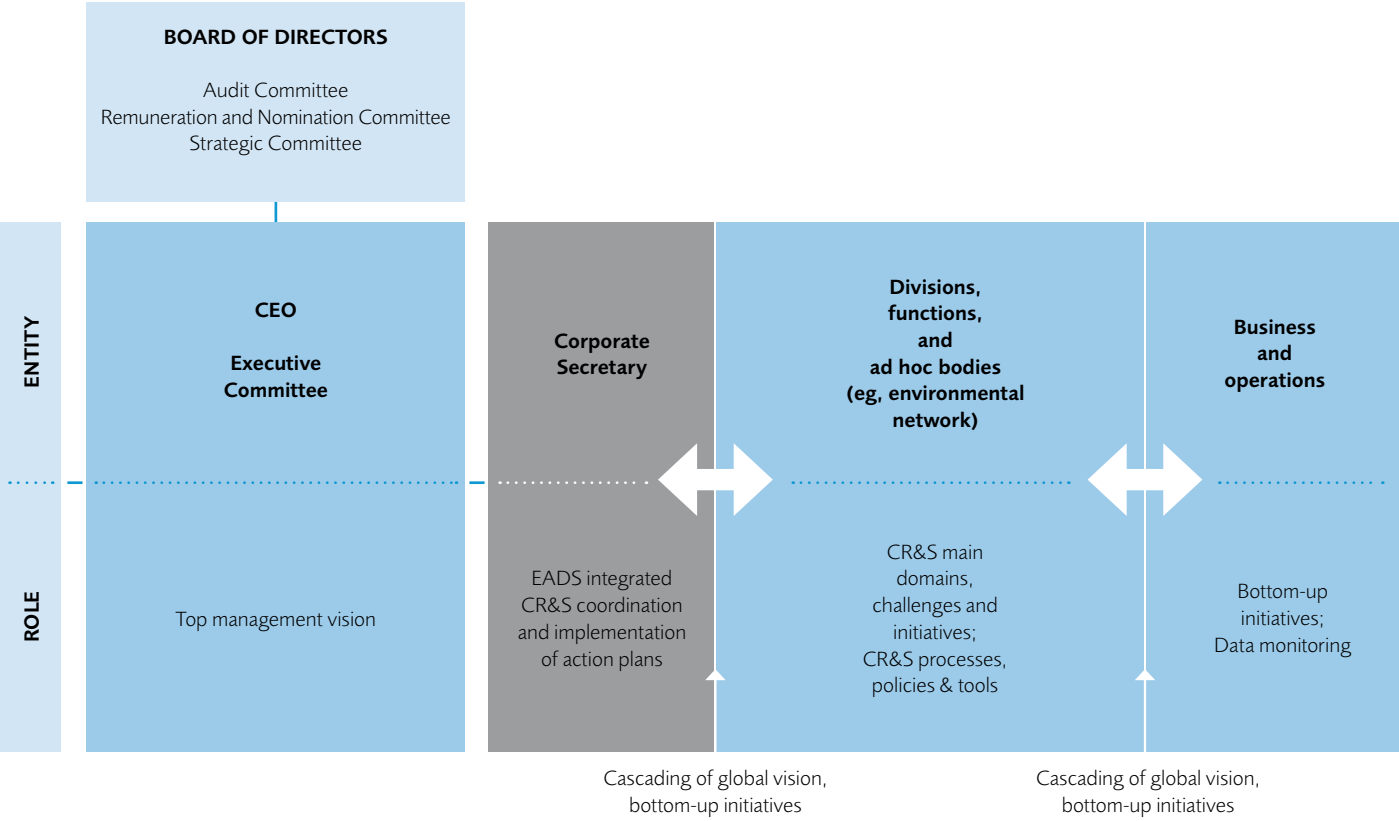 BOARD OF DIRECTORS
Audit Committee
Remuneration and Nomination Committee
Strategic Committee
ENTITY
CEO
Executive
Committee
Corporate
Secretary
Divisions,
functions,
and
ad hoc bodies
(eg, environmental
network)
Business
and
operations
ROLE
Top management vision
EADS integrated
CR&S coordination
and implementation
of action plans
CR&S main
domains,
challenges and
initiatives;
CR&S processes,
policies & tools
Bottom-up
initiatives;
Data monitoring
Cascading of global vision,
bottom-up initiatives
Cascading of global vision,
bottom-up initiatives